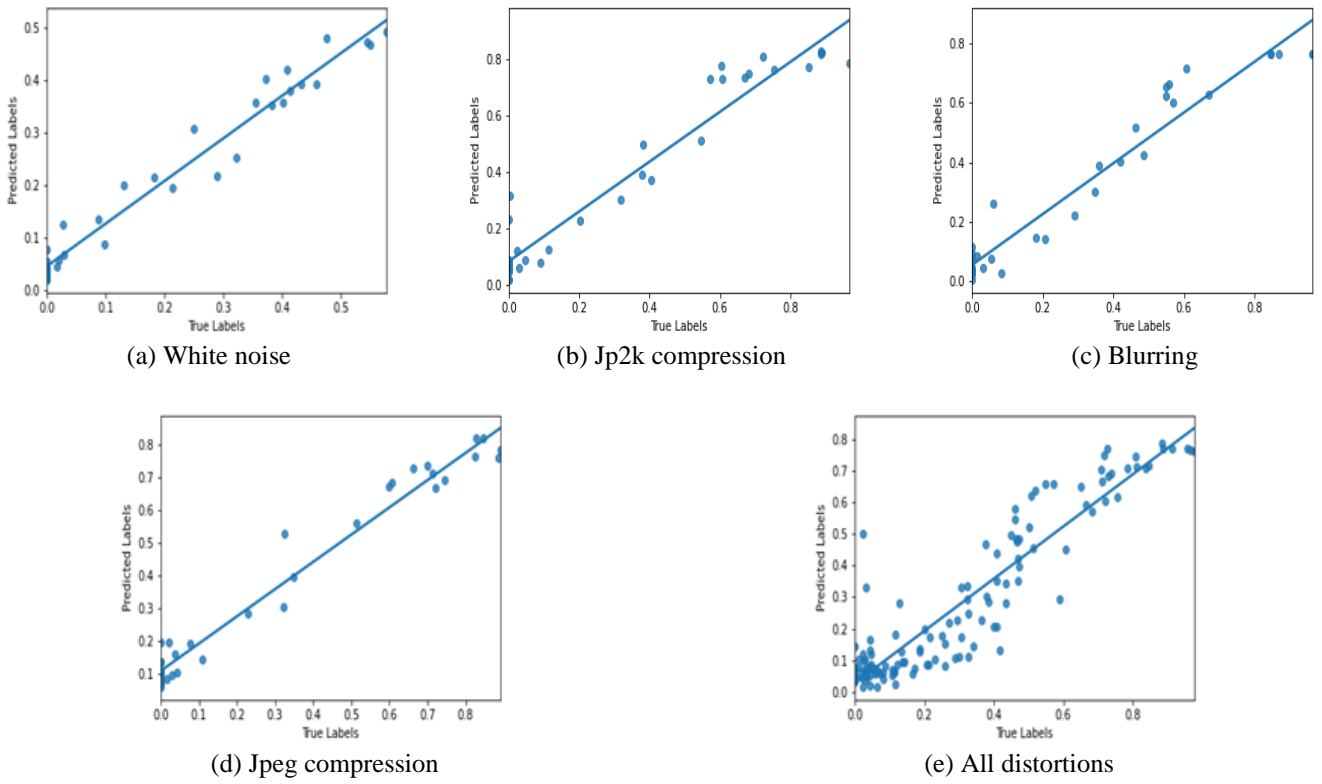 0.5
0.4
0.3
0.2
0.1
0.0
Predicted Labels
0.0 0.1 0.2 0.3 0.4 0.5
True Labels
(a) White noise
0.8
0.6
0.4
0.2
0.0
Predicted Labels
0.0 0.2 0.4 0.6 0.8
True Labels
(b) Jp2k compression
0.8
0.6
0.4
0.2
0.0
Predicted Labels
0.0 0.2 0.4 0.6 0.8
True Labels
(c) Blurring
0.8
0.7
0.6
0.5
0.4
0.3
0.2
0.1
Predicted Labels
0.0 0.1 0.2 0.3 0.4 0.5 0.6 0.7 0.8
True Labels
(d) Jpeg compression
0.8
0.7
0.6
0.5
0.4
0.3
0.2
0.1
0.0
Predicted Labels
0.0 0.2 0.4 0.6 0.8
True Labels
(e) All distortions